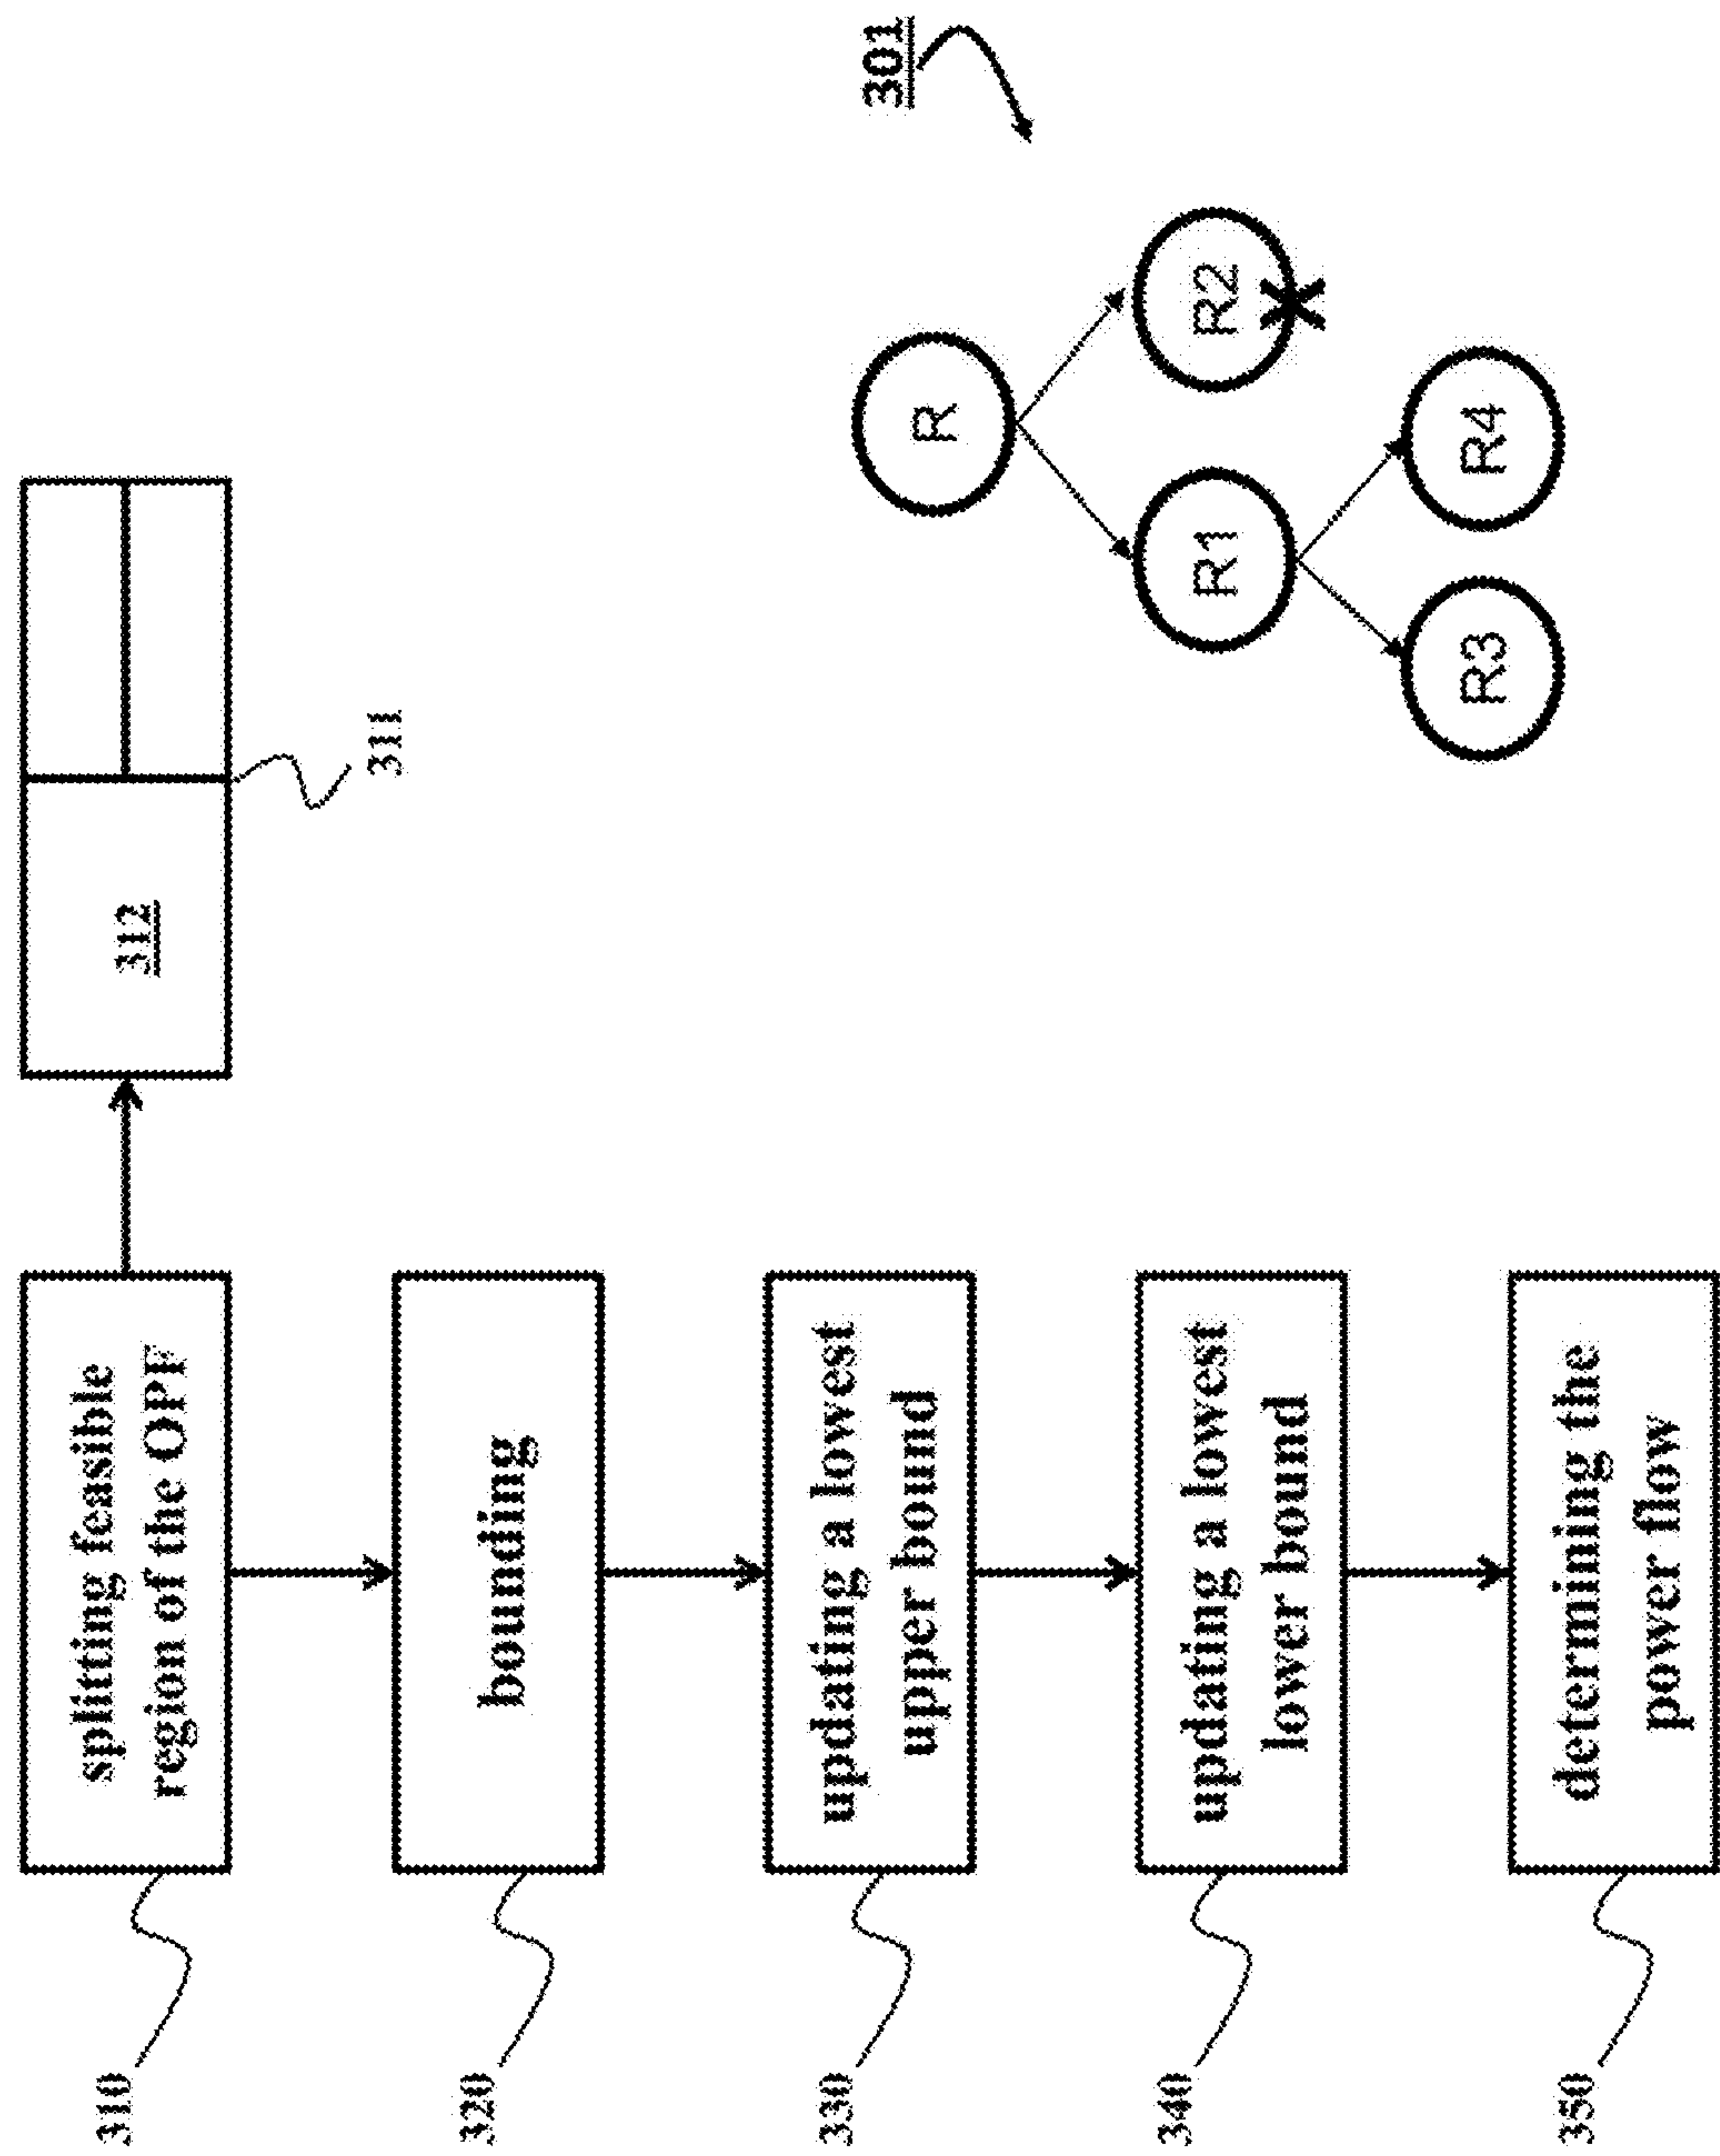 310
splitting feasible
region of the OPF
312
311
320
bounding
330
updating a lowest
upper bound
340
updating a lowest
lower bound
350
determining the
power flow
301
R
R1
R2
X
R3
R4